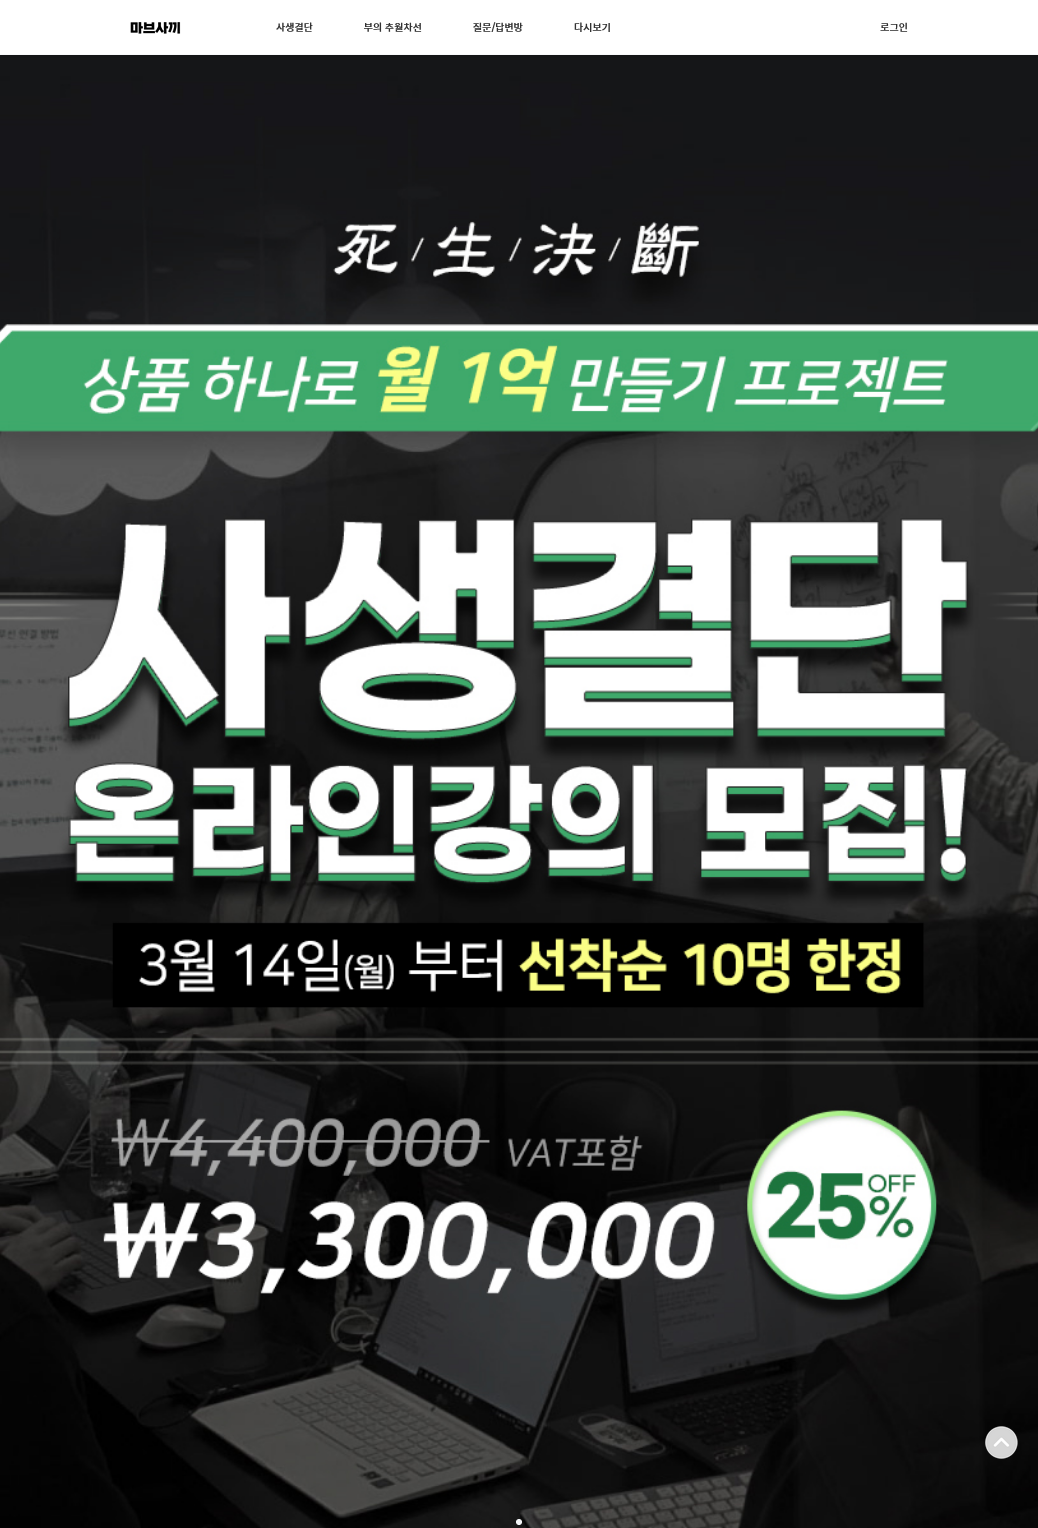 마브사끼
사생결단
부의 추월차선
질문/답변방
다시보기
로그인
死/生/決/斷
상품 하나로 월 1억 만들기 프로젝트
사생결단
온라인강의 모집!
3월 14일(월) 부터 선착순 10명 한정
₩4,400,000 VAT포함
₩3,300,000
25% OFF